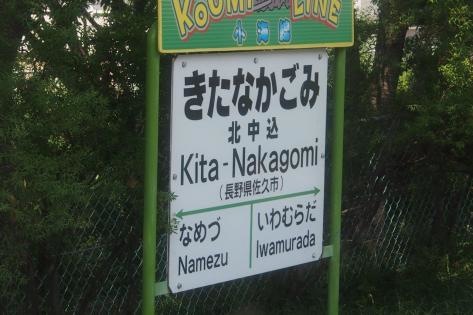 KOUMI LINE
小海線
きたなかごみ
北中込
Kita-Nakagomi
(長野県佐久市)
なめづ いわむらだ
Namezu Iwamurada